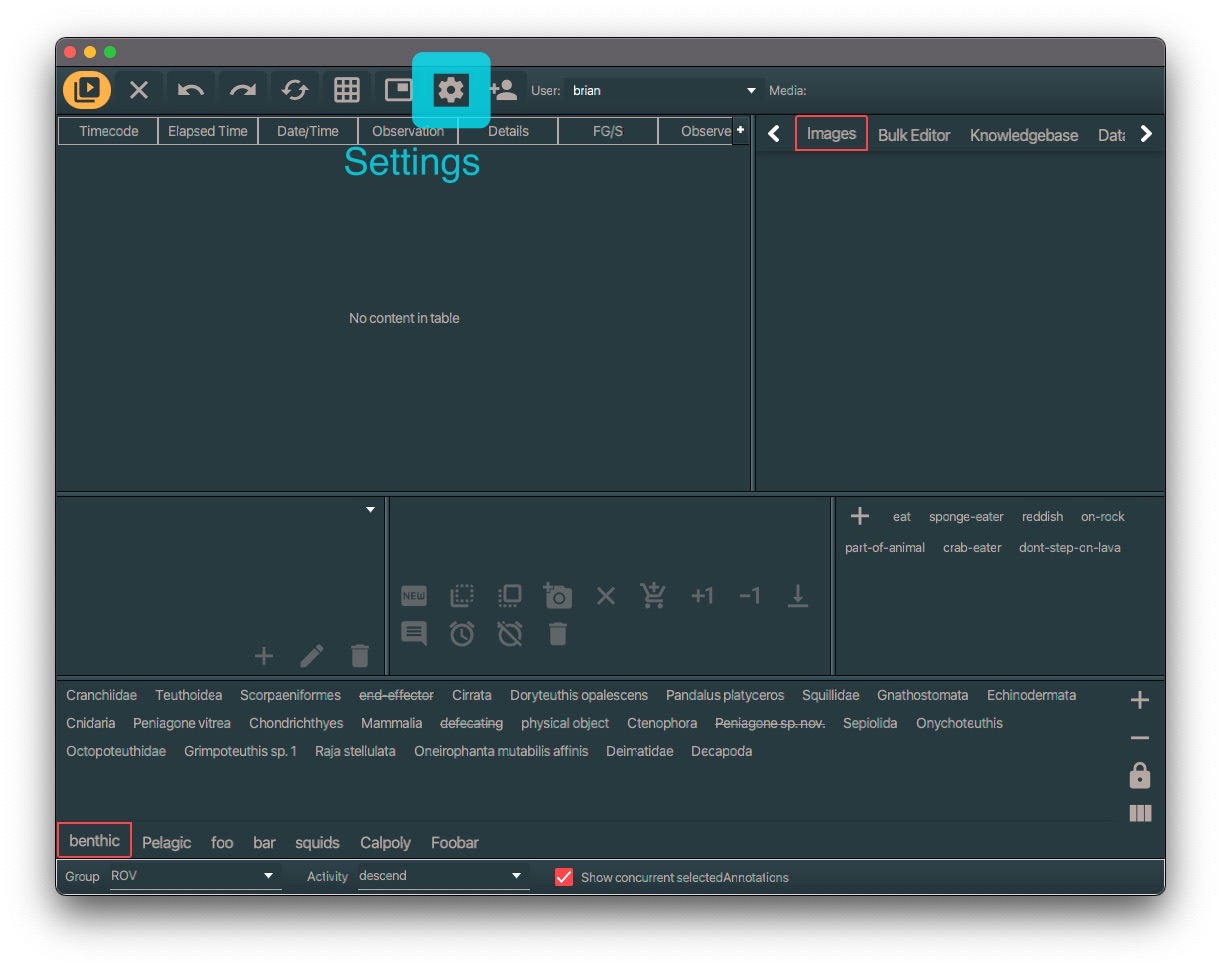 User: brian Media:
Timecode Elapsed Time Date/Time Observation Details FG/S Observe +
Images Bulk Editor Knowledgebase Data
Settings
No content in table
eat sponge-eater reddish on-rock
part-of-animal crab-eater dont-step-on-lava
NEW +1 -1
Cranchiidae Teuthoidea Scorpaeniformes end-effector Cirrata Doryteuthis opalescens Pandalus platyceros Squillidae Gnathostomata Echinodermata
Cnidaria Peniagone vitrea Chondrichthyes Mammalia defecating physical object Ctenophora Peniagone sp. nov. Sepiolida Onychoteuthis
Octopoteuthidae Grimpoteuthis sp. 1 Raja stellulata Oneirophanta mutabilis affinis Deimatidae Decapoda
benthic Pelagic foo bar squids Calpoly Foobar
Group ROV Activity descend Show concurrent selectedAnnotations